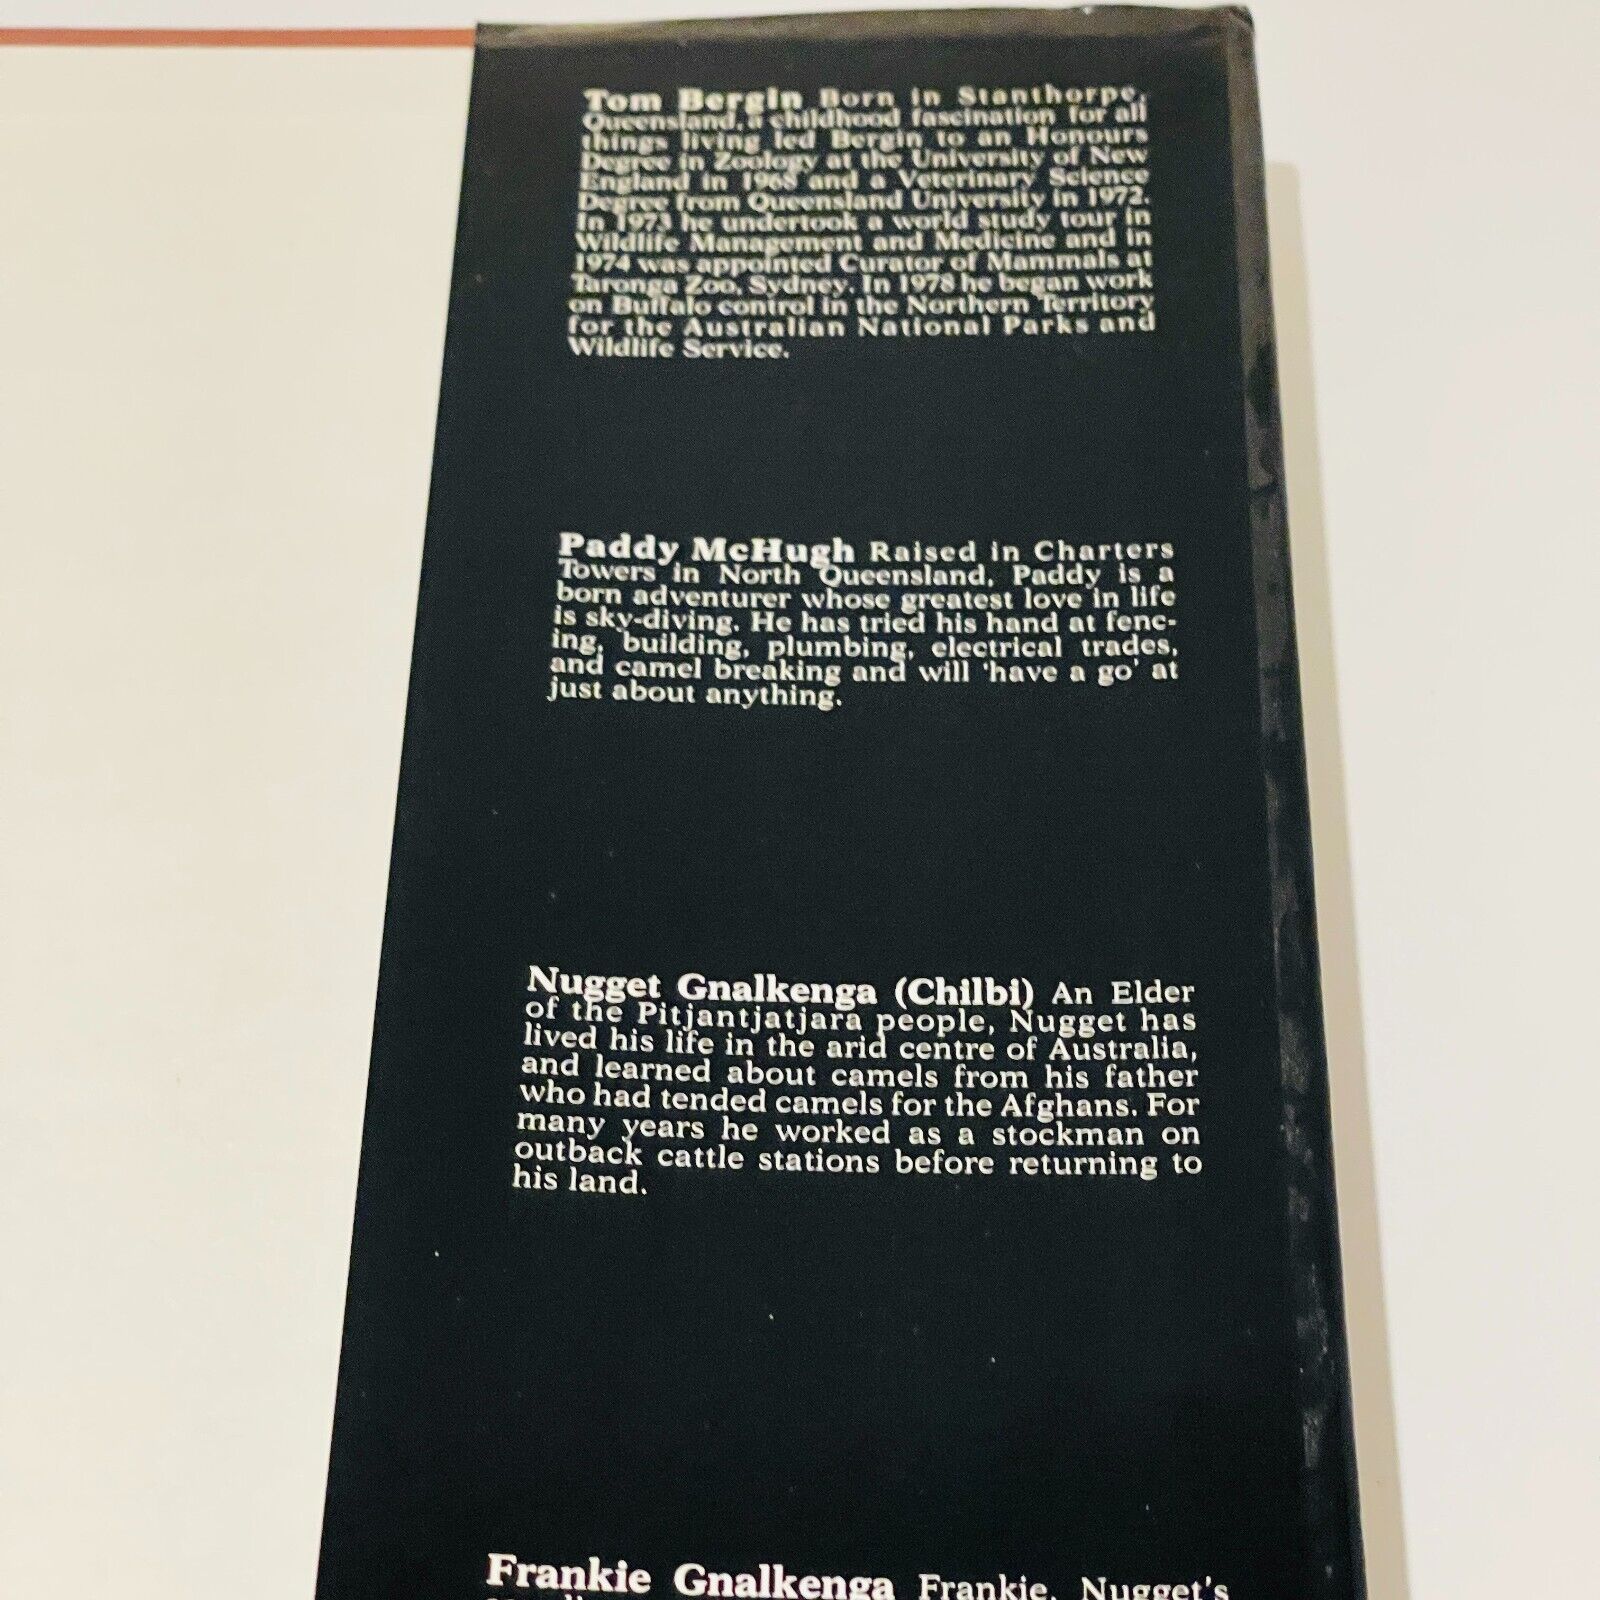 Tom Bergin Born in Stanthorpe,
Queensland, a childhood fascination for all
things living led Bergin to an Honours
Degree in Zoology at the University of New
England in 1968 and a Veterinary Science
Degree from Queensland University in 1972.
In 1973 he undertook a world study tour in
Wildlife Management and Medicine and in
1974 was appointed Curator of Mammals at
Taronga Zoo, Sydney. In 1978 he began work
on Buffalo control in the Northern Territory
for the Australian National Parks and
Wildlife Service.
Paddy McHugh Raised in Charters
Towers in North Queensland, Paddy is a
born adventurer whose greatest love in life
is sky-diving. He has tried his hand at fenc-
ing, building, plumbing, electrical trades,
and camel breaking and will 'have a go' at
just about anything.
Nugget Gnalkenga (Chilbi) An Elder
of the Pitjantjatjara people, Nugget has
lived his life in the arid centre of Australia,
and learned about camels from his father
who had tended camels for the Afghans. For
many years he worked as a stockman on
outback cattle stations before returning to
his land.
Frankie Gnalkenga Frankie, Nugget's